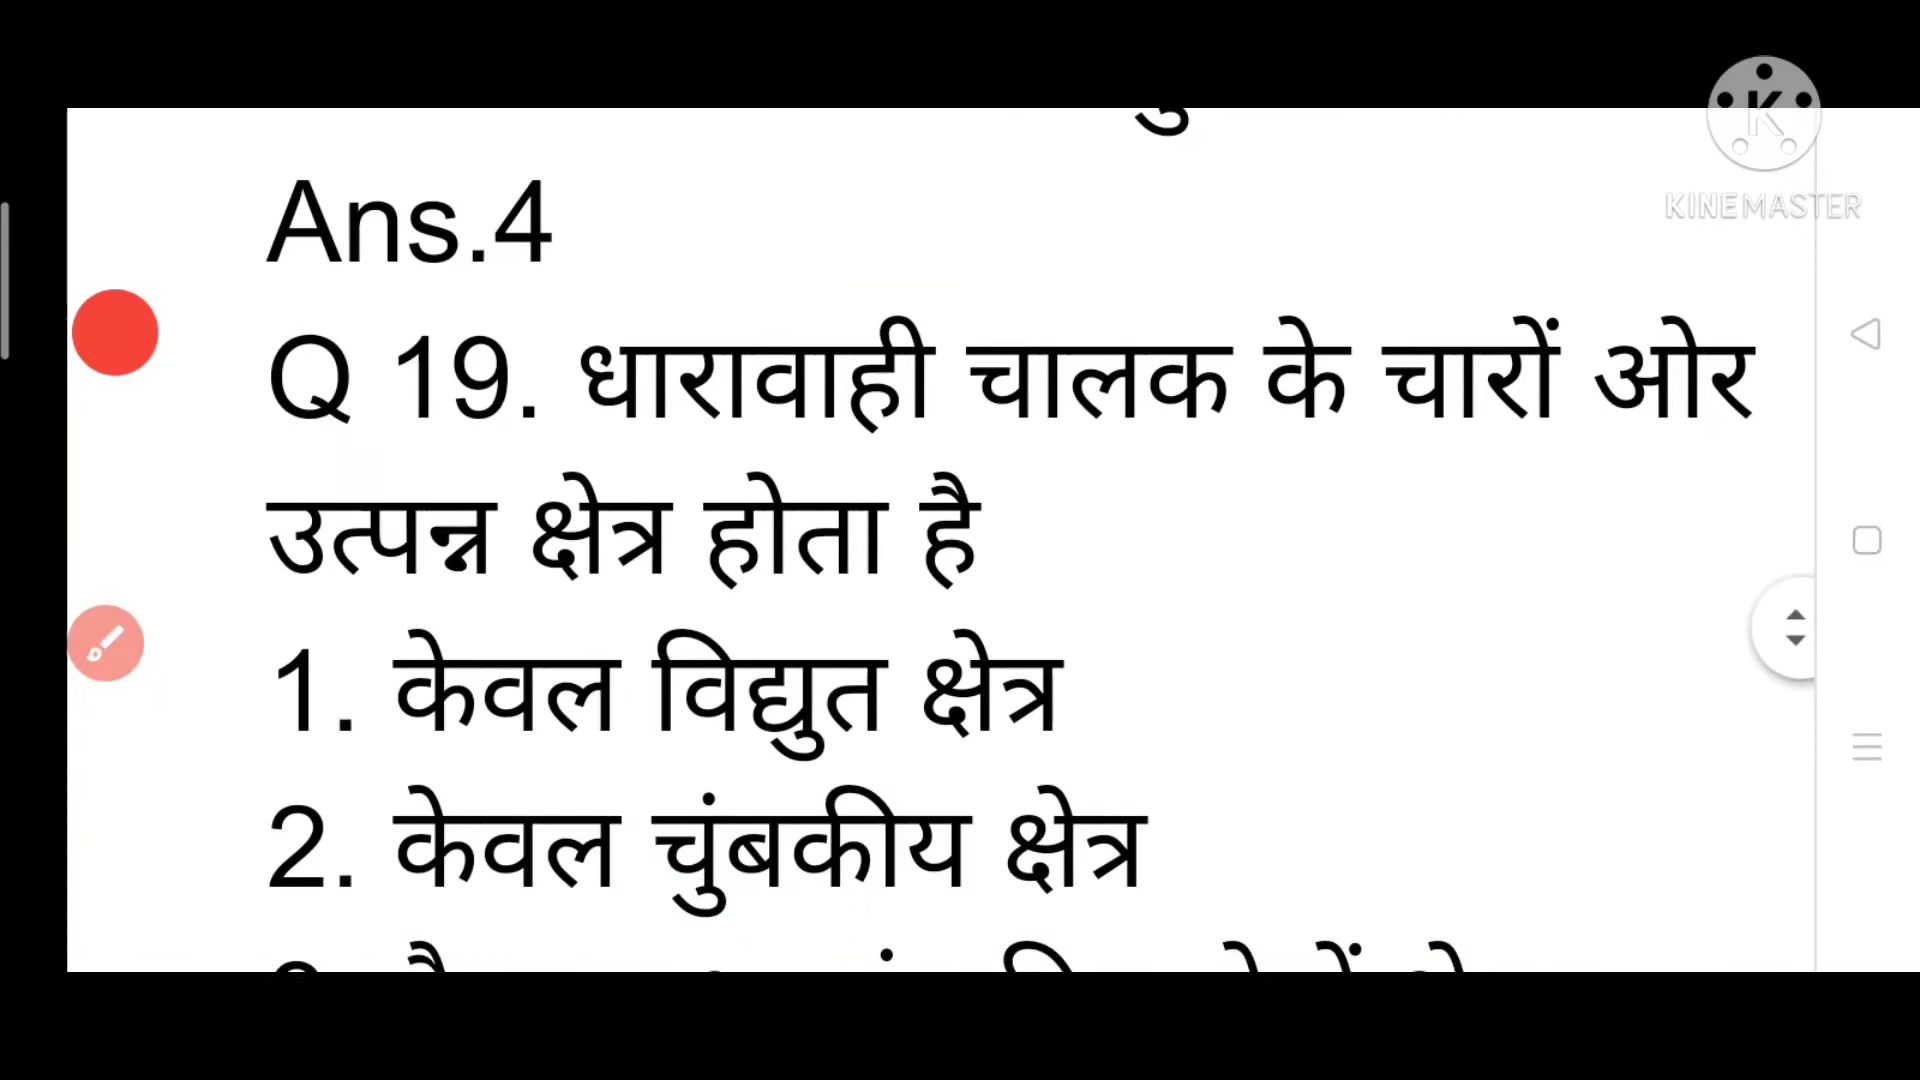 KINEMASTER
Ans.4
Q 19. धारावाही चालक के चारों ओर
उत्पन्न क्षेत्र होता है
1. केवल विद्युत क्षेत्र
2. केवल चुंबकीय क्षेत्र